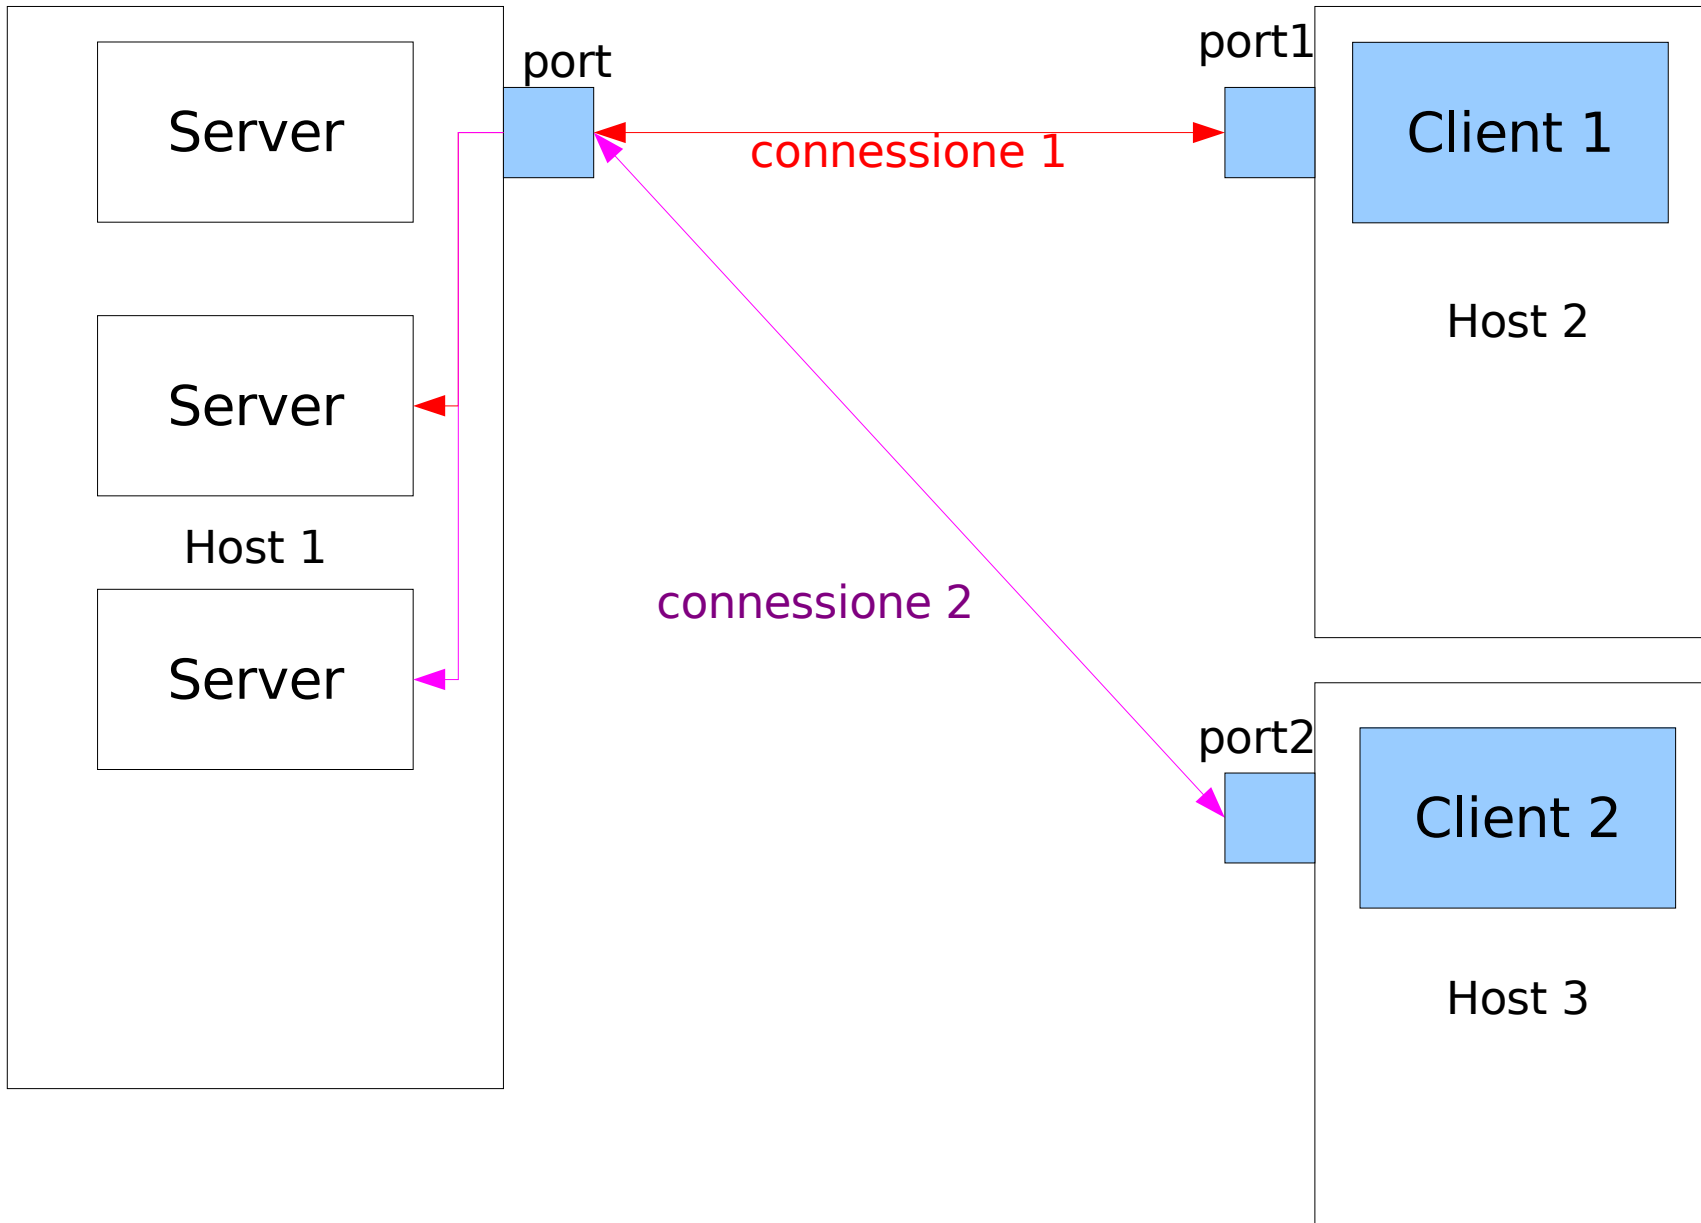 port
port1
Server
Client 1
connessione 1
Host 2
Server
Host 1
connessione 2
Server
port2
Client 2
Host 3